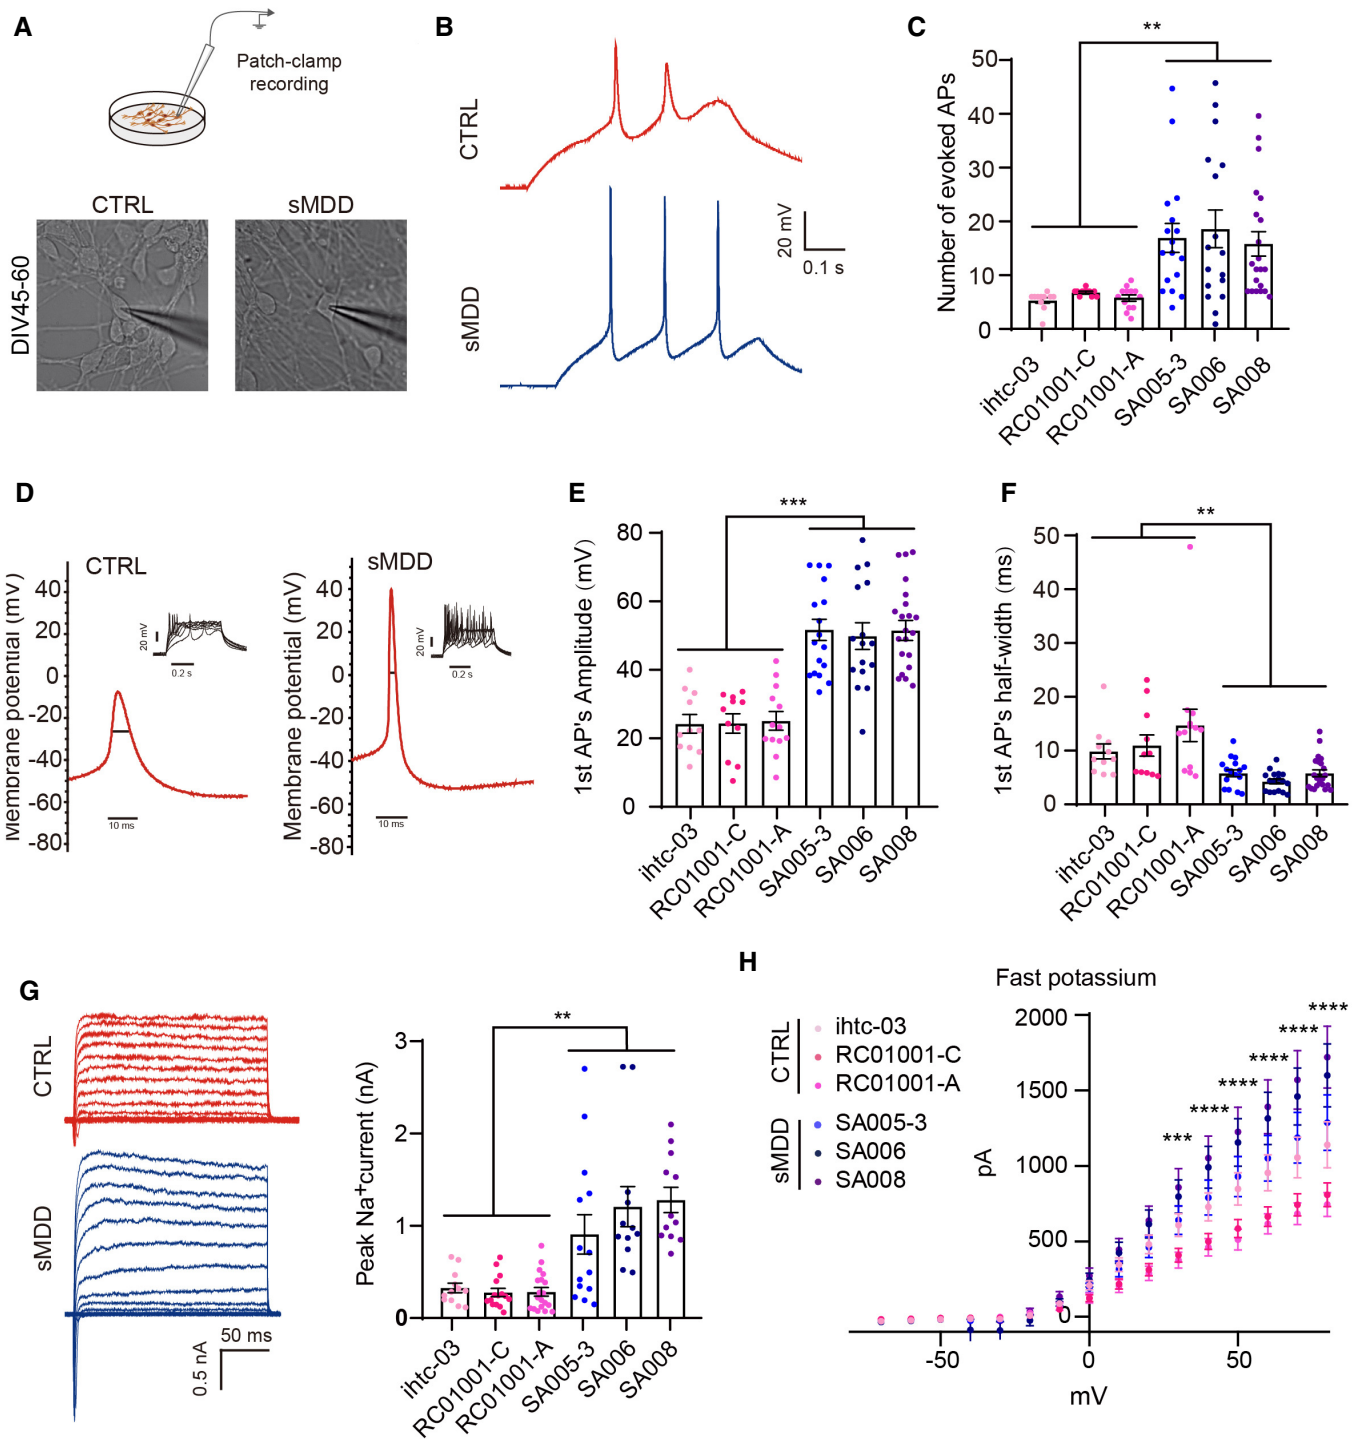 A
Patch-clamp
recording
CTRL
sMDD
DIV45-60
B
CTRL
sMDD
20 mV
0.1 s
C
**
Number of evoked APs
50
40
30
20
10
0
ihtc-03
RC01001-C
RC01001-A
SA005-3
SA006
SA008
D
CTRL
Membrane potential (mV)
40
20
0
-20
-40
-60
-80
20 mV
0.2 s
10 ms
sMDD
Membrane potential (mV)
40
20
0
-20
-40
-60
-80
20 mV
0.2 s
10 ms
E
***
1st AP's Amplitude (mV)
80
60
40
20
0
ihtc-03
RC01001-C
RC01001-A
SA005-3
SA006
SA008
F
**
1st AP's half-width (ms)
50
40
30
20
10
0
ihtc-03
RC01001-C
RC01001-A
SA005-3
SA006
SA008
G
CTRL
sMDD
50 ms
0.5 nA
**
Peak Na+current (nA)
3
2
1
0
ihtc-03
RC01001-C
RC01001-A
SA005-3
SA006
SA008
H
Fast potassium
CTRL
ihtc-03
RC01001-C
RC01001-A
sMDD
SA005-3
SA006
SA008
pA
2000
1500
1000
500
0
***
****
****
****
****
****
-50
0
50
mV